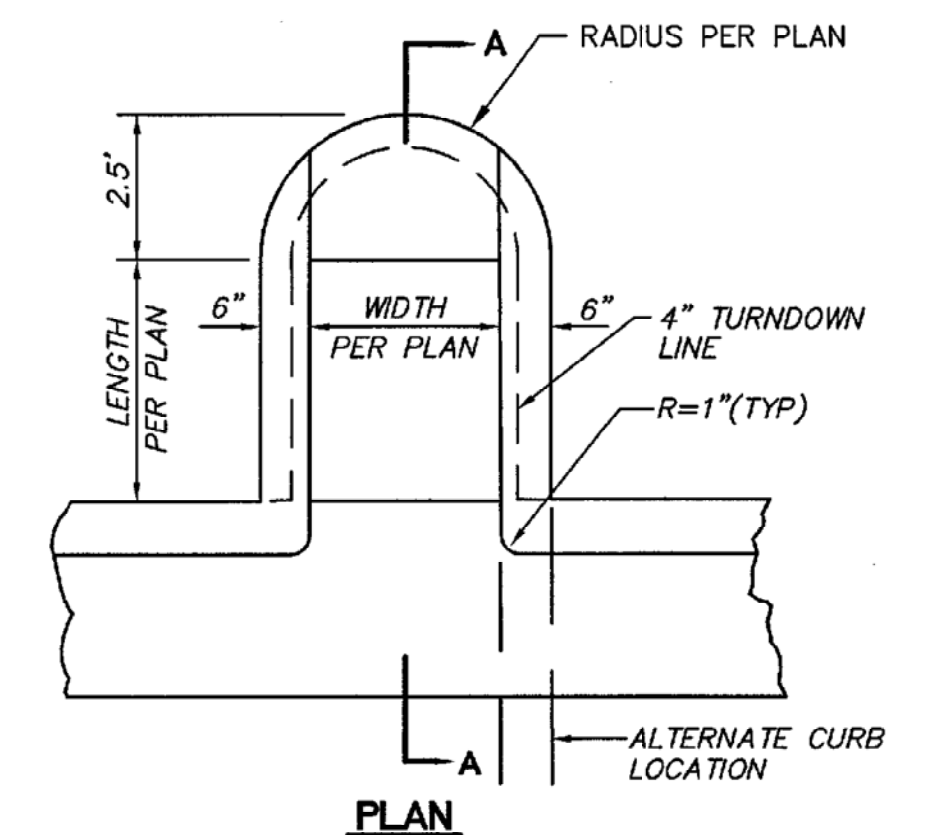 A
RADIUS PER PLAN
2.5'
6"
WIDTH
PER PLAN
6"
4" TURNDOWN
LINE
LENGTH
PER PLAN
R=1"(TYP)
ALTERNATE CURB
LOCATION
A
PLAN